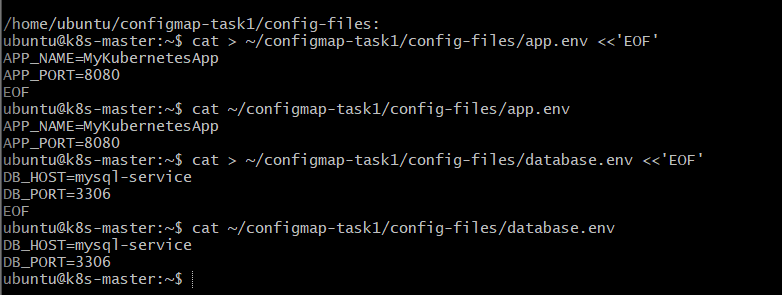 /home/ubuntu/configmap-task1/config-files:
ubuntu@k8s-master:~$ cat > ~/configmap-task1/config-files/app.env <<'EOF'
APP_NAME=MyKubernetesApp
APP_PORT=8080
EOF
ubuntu@k8s-master:~$ cat ~/configmap-task1/config-files/app.env
APP_NAME=MyKubernetesApp
APP_PORT=8080
ubuntu@k8s-master:~$ cat > ~/configmap-task1/config-files/database.env <<'EOF'
DB_HOST=mysql-service
DB_PORT=3306
EOF
ubuntu@k8s-master:~$ cat ~/configmap-task1/config-files/database.env
DB_HOST=mysql-service
DB_PORT=3306
ubuntu@k8s-master:~$